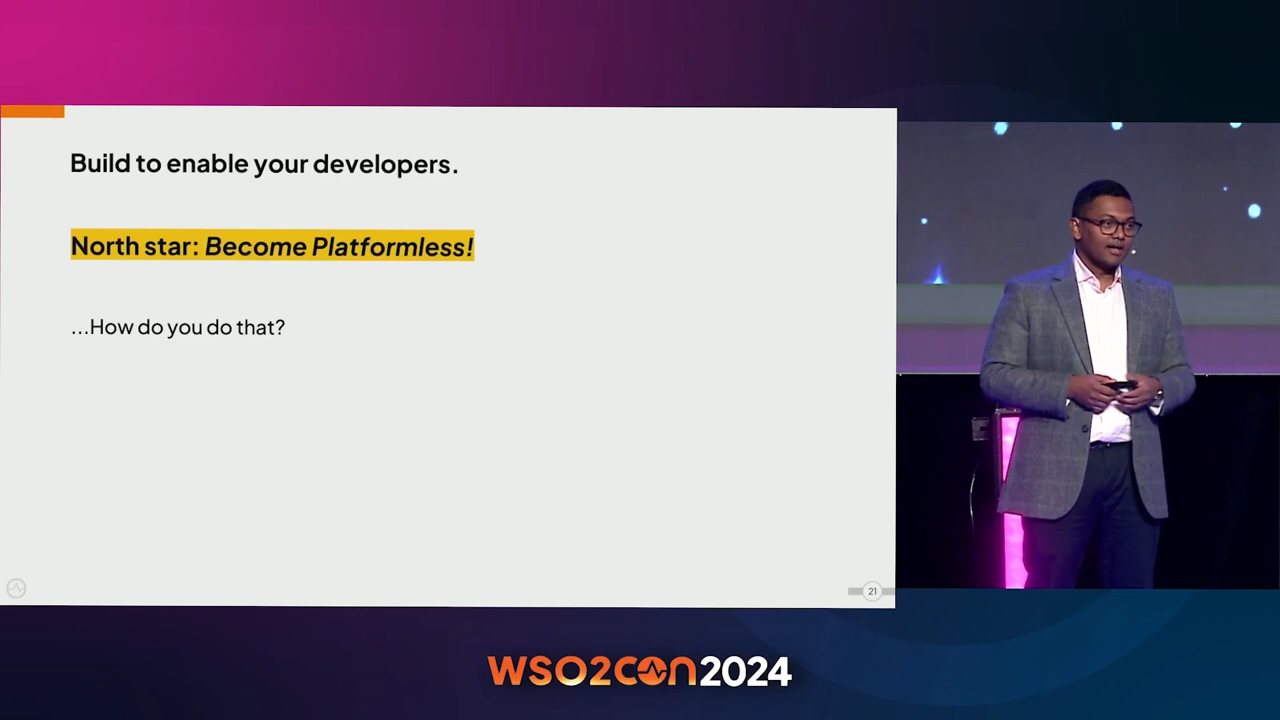 Build to enable your developers.
North star: Become Platformless!
...How do you do that?
21
WSO2CON2024